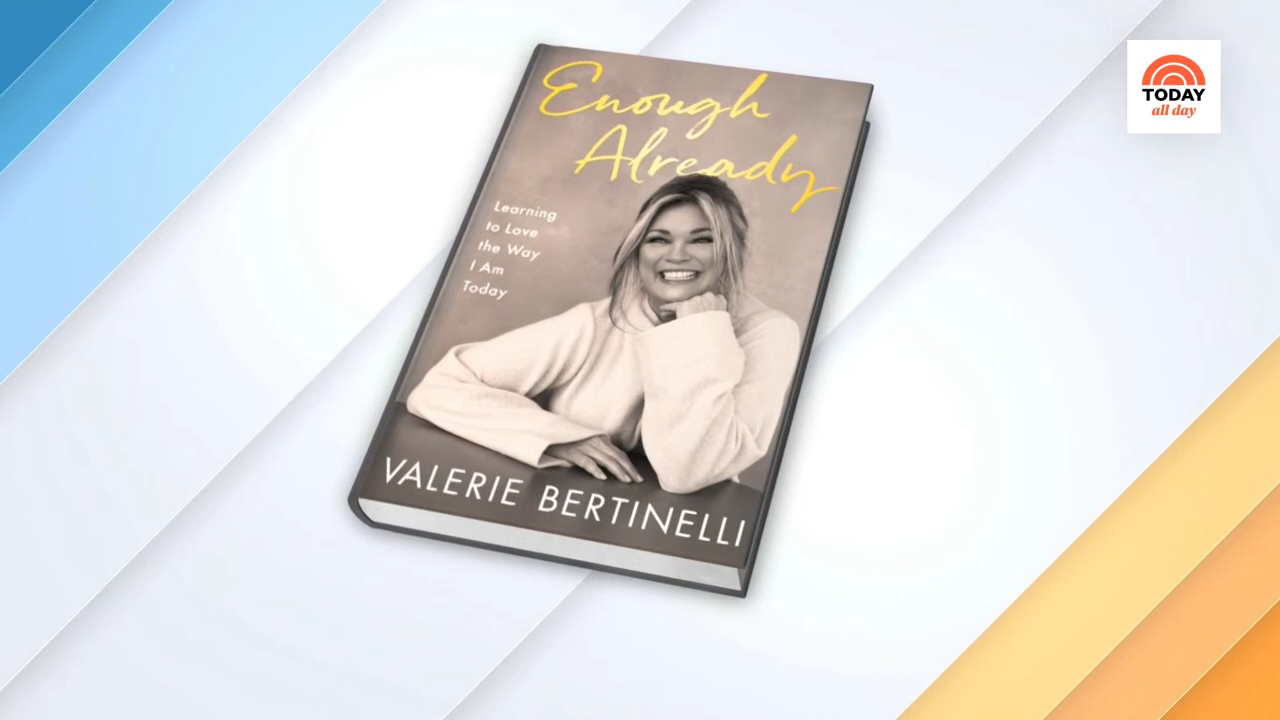 Enough
Already
Learning
to Love
the Way
I Am
Today
VALERIE BERTINELLI
TODAY
all day